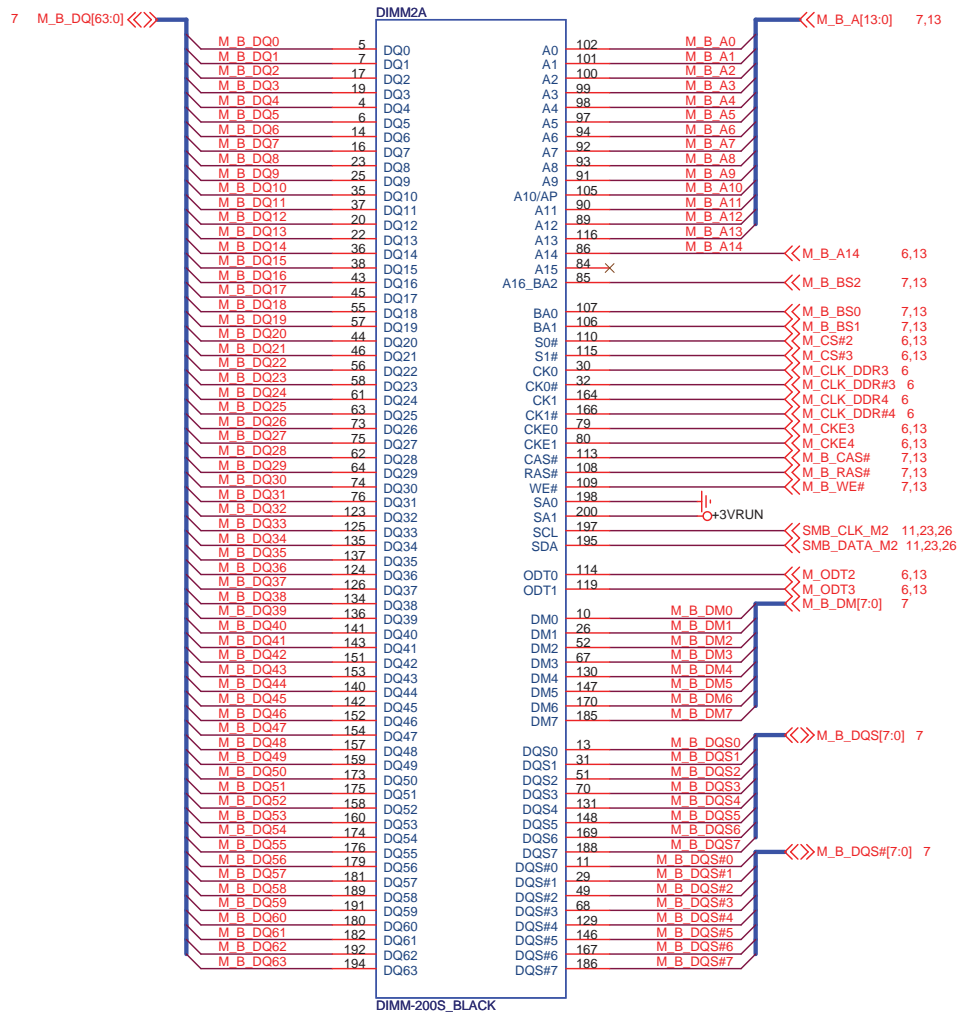 7 M_B_DQ[63:0] DIMM2A M_B_A[13:0] 7,13
M_B_DQ0 5 DQ0 A0 102 M_B_A0
M_B_DQ1 7 DQ1 A1 101 M_B_A1
M_B_DQ2 17 DQ2 A2 100 M_B_A2
M_B_DQ3 19 DQ3 A3 99 M_B_A3
M_B_DQ4 4 DQ4 A4 98 M_B_A4
M_B_DQ5 6 DQ5 A5 97 M_B_A5
M_B_DQ6 14 DQ6 A6 94 M_B_A6
M_B_DQ7 16 DQ7 A7 92 M_B_A7
M_B_DQ8 23 DQ8 A8 93 M_B_A8
M_B_DQ9 25 DQ9 A9 91 M_B_A9
M_B_DQ10 35 DQ10 A10/AP 105 M_B_A10
M_B_DQ11 37 DQ11 A11 90 M_B_A11
M_B_DQ12 20 DQ12 A12 89 M_B_A12
M_B_DQ13 22 DQ13 A13 116 M_B_A13
M_B_DQ14 36 DQ14 A14 86 M_B_A14 M_B_A14 6,13
M_B_DQ15 38 DQ15 A15 84
M_B_DQ16 43 DQ16 A16_BA2 85 M_B_BS2 7,13
M_B_DQ17 45 DQ17
M_B_DQ18 55 DQ18 BA0 107 M_B_BS0 7,13
M_B_DQ19 57 DQ19 BA1 106 M_B_BS1 7,13
M_B_DQ20 44 DQ20 S0# 110 M_CS#2 6,13
M_B_DQ21 46 DQ21 S1# 115 M_CS#3 6,13
M_B_DQ22 56 DQ22 CK0 30 M_CLK_DDR3 6
M_B_DQ23 58 DQ23 CK0# 32 M_CLK_DDR#3 6
M_B_DQ24 61 DQ24 CK1 164 M_CLK_DDR4 6
M_B_DQ25 63 DQ25 CK1# 166 M_CLK_DDR#4 6
M_B_DQ26 73 DQ26 CKE0 79 M_CKE3 6,13
M_B_DQ27 75 DQ27 CKE1 80 M_CKE4 6,13
M_B_DQ28 62 DQ28 CAS# 113 M_B_CAS# 7,13
M_B_DQ29 64 DQ29 RAS# 108 M_B_RAS# 7,13
M_B_DQ30 74 DQ30 WE# 109 M_B_WE# 7,13
M_B_DQ31 76 DQ31 SA0 198
M_B_DQ32 123 DQ32 SA1 200 +3VRUN
M_B_DQ33 125 DQ33 SCL 197 SMB_CLK_M2 11,23,26
M_B_DQ34 135 DQ34 SDA 195 SMB_DATA_M2 11,23,26
M_B_DQ35 137 DQ35
M_B_DQ36 124 DQ36 ODT0 114 M_ODT2 6,13
M_B_DQ37 126 DQ37 ODT1 119 M_ODT3 6,13
M_B_DQ38 134 DQ38 M_B_DM[7:0] 7
M_B_DQ39 136 DQ39 DM0 10 M_B_DM0
M_B_DQ40 141 DQ40 DM1 26 M_B_DM1
M_B_DQ41 143 DQ41 DM2 52 M_B_DM2
M_B_DQ42 151 DQ42 DM3 67 M_B_DM3
M_B_DQ43 153 DQ43 DM4 130 M_B_DM4
M_B_DQ44 140 DQ44 DM5 147 M_B_DM5
M_B_DQ45 142 DQ45 DM6 170 M_B_DM6
M_B_DQ46 152 DQ46 DM7 185 M_B_DM7
M_B_DQ47 154 DQ47 M_B_DQS[7:0] 7
M_B_DQ48 157 DQ48 DQS0 13 M_B_DQS0
M_B_DQ49 159 DQ49 DQS1 31 M_B_DQS1
M_B_DQ50 173 DQ50 DQS2 51 M_B_DQS2
M_B_DQ51 175 DQ51 DQS3 70 M_B_DQS3
M_B_DQ52 158 DQ52 DQS4 131 M_B_DQS4
M_B_DQ53 160 DQ53 DQS5 148 M_B_DQS5
M_B_DQ54 174 DQ54 DQS6 169 M_B_DQS6
M_B_DQ55 176 DQ55 DQS7 188 M_B_DQS7 M_B_DQS#[7:0] 7
M_B_DQ56 179 DQ56 DQS#0 11 M_B_DQS#0
M_B_DQ57 181 DQ57 DQS#1 29 M_B_DQS#1
M_B_DQ58 189 DQ58 DQS#2 49 M_B_DQS#2
M_B_DQ59 191 DQ59 DQS#3 68 M_B_DQS#3
M_B_DQ60 180 DQ60 DQS#4 129 M_B_DQS#4
M_B_DQ61 182 DQ61 DQS#5 146 M_B_DQS#5
M_B_DQ62 192 DQ62 DQS#6 167 M_B_DQS#6
M_B_DQ63 194 DQ63 DQS#7 186 M_B_DQS#7
DIMM-200S_BLACK